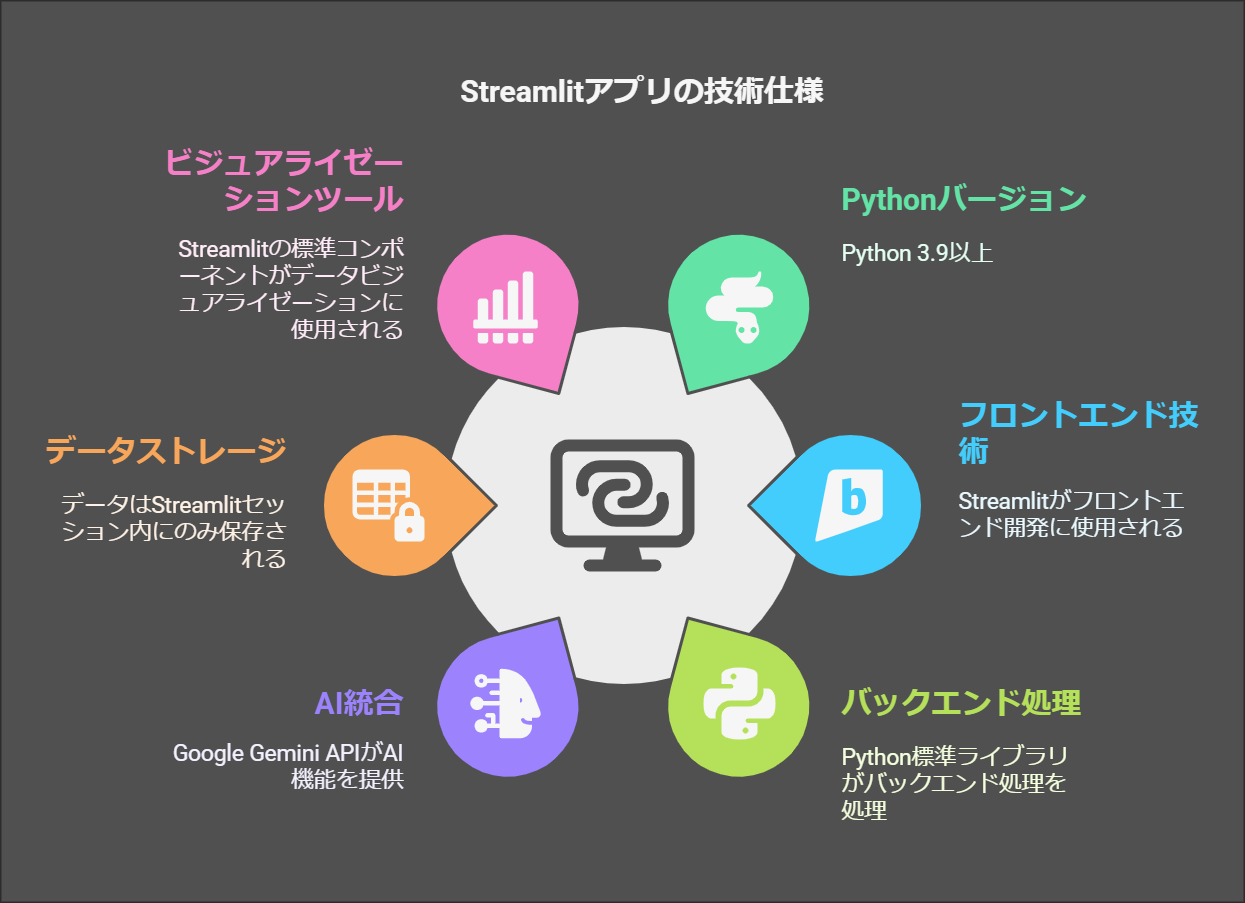 Streamlitアプリの技術仕様
ビジュアライゼー
ションツール
Streamlitの標準コンポ
ーネントがデータビジ
ュアライゼーションに
使用される
Pythonバージョン
Python 3.9以上
データストレージ
データはStreamlitセッ
ション内にのみ保存さ
れる
フロントエンド技
術
Streamlitがフロントエ
ンド開発に使用される
b
AI統合
Google Gemini APIがAI
機能を提供
バックエンド処理
Python標準ライブラリ
がバックエンド処理を
処理